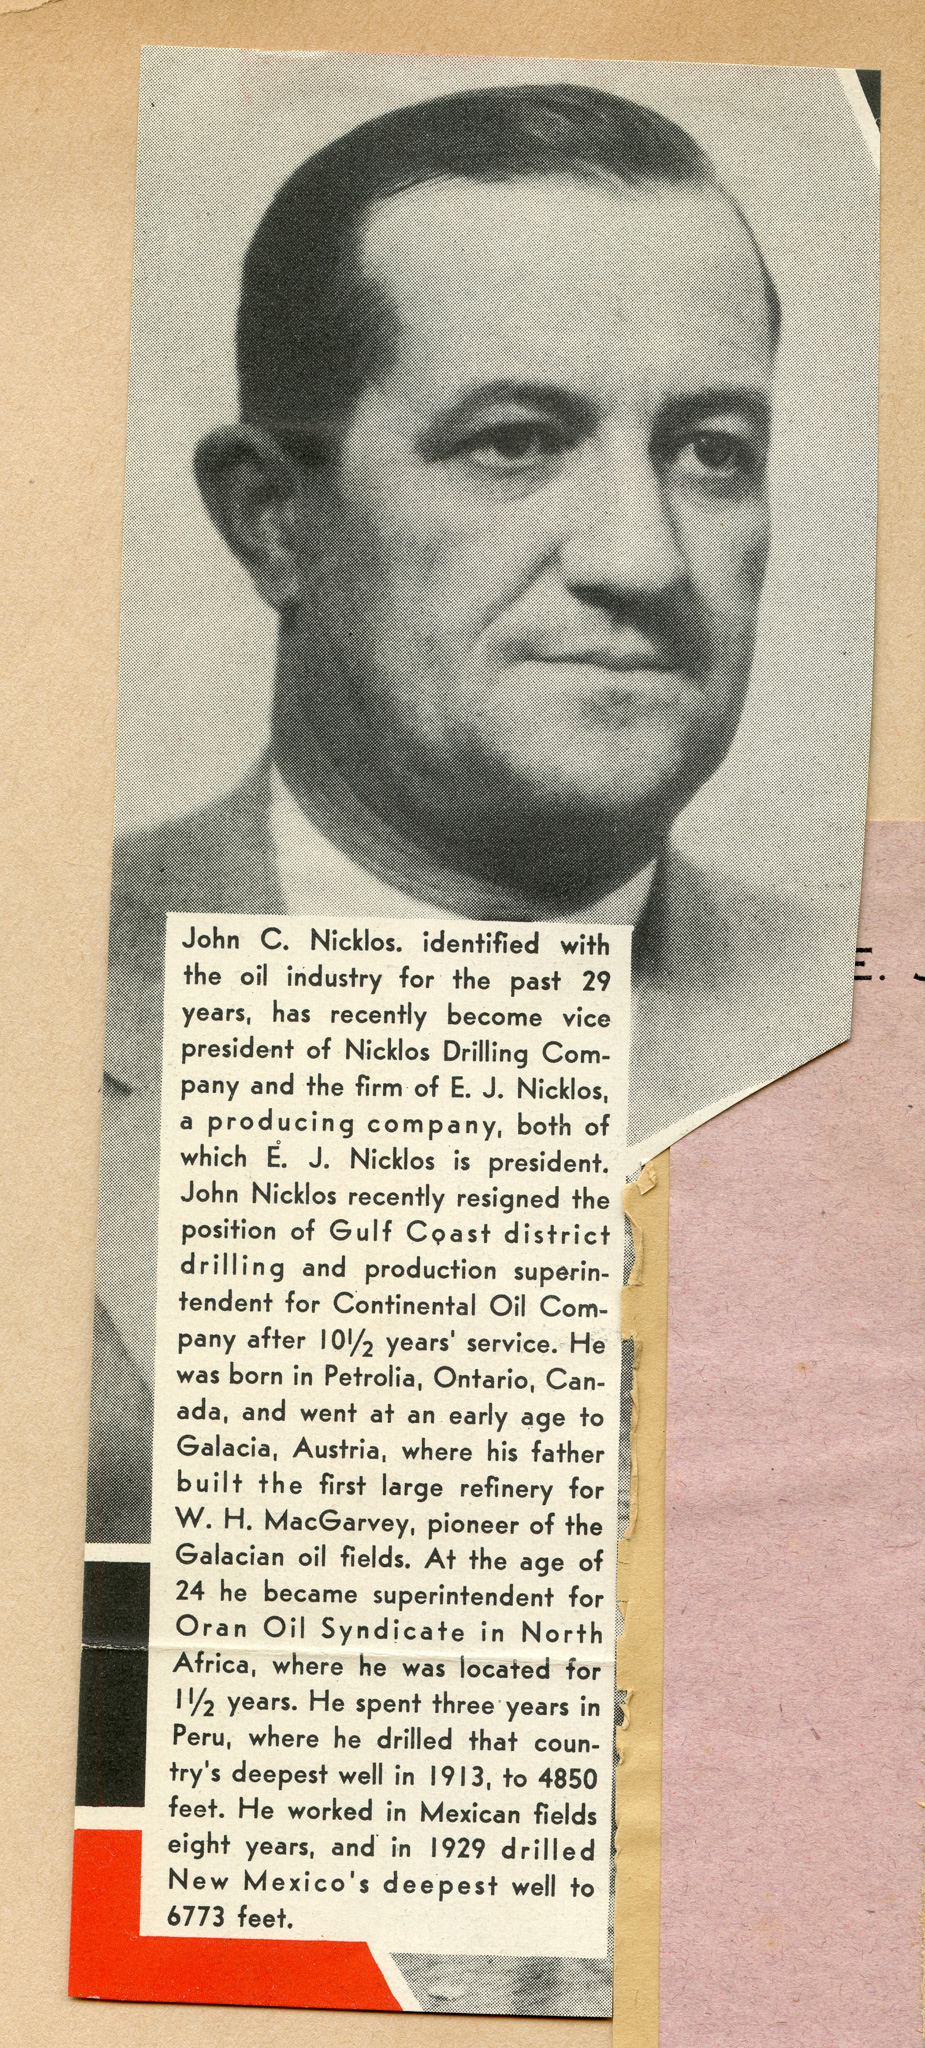 John C. Nicklos. identified with
the oil industry for the past 29
years, has recently become vice
president of Nicklos Drilling Com-
pany and the firm of E. J. Nicklos,
a producing company, both of
which E. J. Nicklos is president.
John Nicklos recently resigned the
position of Gulf Coast district
drilling and production superin-
tendent for Continental Oil Com-
pany after 10½ years' service. He
was born in Petrolia, Ontario, Can-
ada, and went at an early age to
Galacia, Austria, where his father
built the first large refinery for
W. H. MacGarvey, pioneer of the
Galacian oil fields. At the age of
24 he became superintendent for
Oran Oil Syndicate in North
Africa, where he was located for
1½ years. He spent three years in
Peru, where he drilled that coun-
try's deepest well in 1913, to 4850
feet. He worked in Mexican fields
eight years, and in 1929 drilled
New Mexico's deepest well to
6773 feet.
E. J